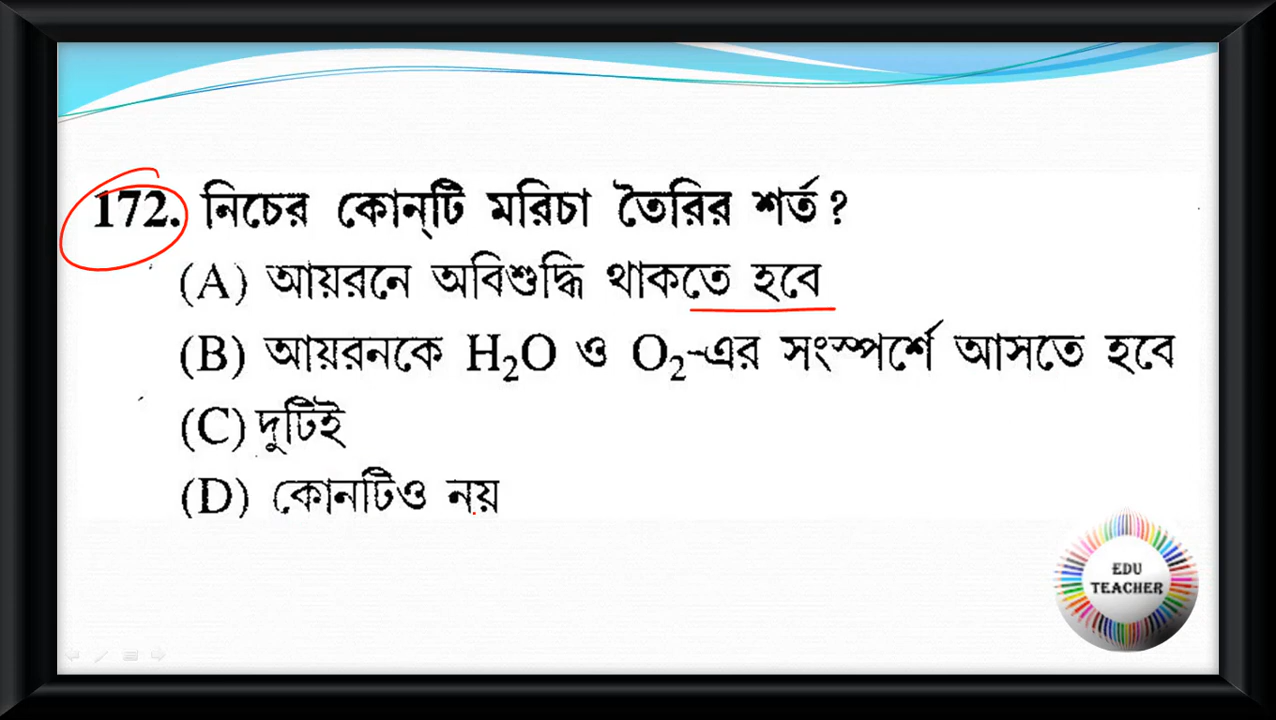 172. নিচের কোন্‌টি মরিচা তৈরির শর্ত?
(A) আয়রনে অবিশুদ্ধি থাকতে হবে
(B) আয়রনকে H₂O ও O₂-এর সংস্পর্শে আসতে হবে
(C) দুটিই
(D) কোনটিও নয়
EDU
TEACHER